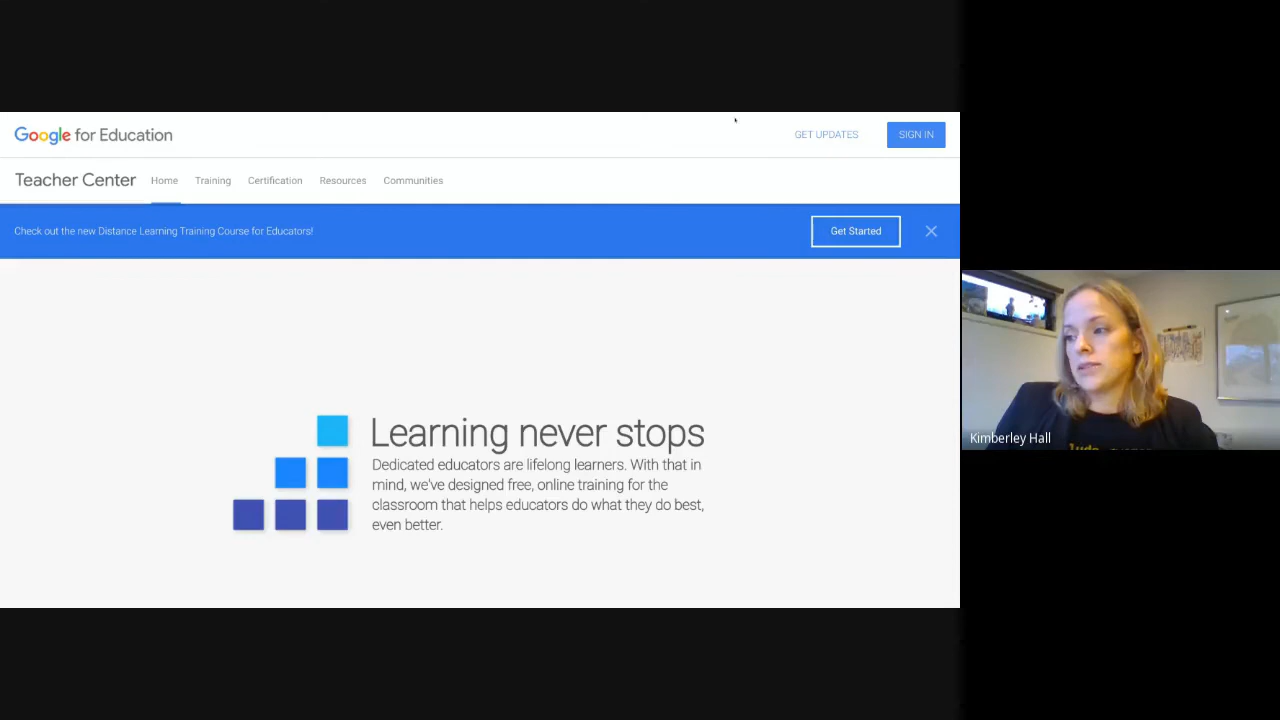 Google for Education
GET UPDATES
SIGN IN
Teacher Center
Home
Training
Certification
Resources
Communities
Check out the new Distance Learning Training Course for Educators!
Get Started
Learning never stops
Dedicated educators are lifelong learners. With that in
mind, we've designed free, online training for the
classroom that helps educators do what they do best,
even better.
Kimberley Hall